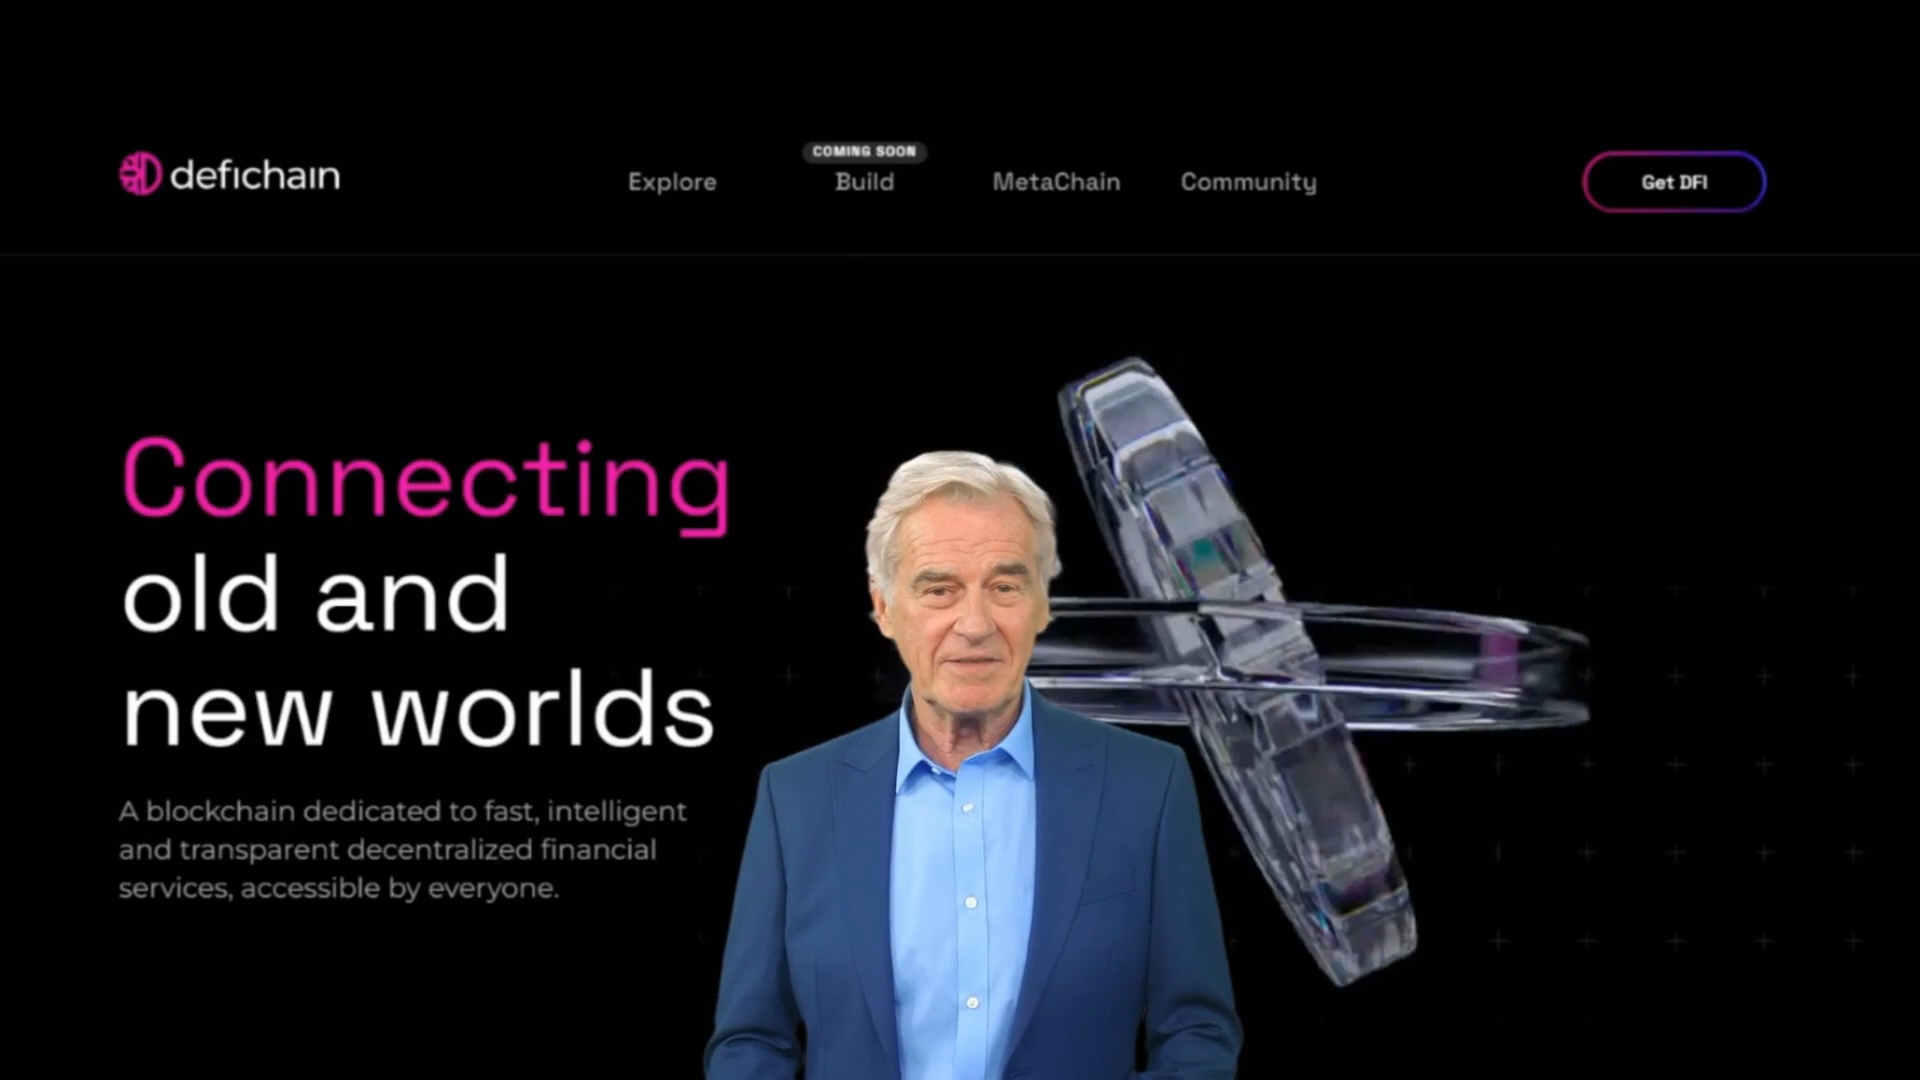 defichain
Explore
COMING SOON
Build
MetaChain
Community
Get DFI
Connecting
old and
new worlds
A blockchain dedicated to fast, intelligent
and transparent decentralized financial
services, accessible by everyone.